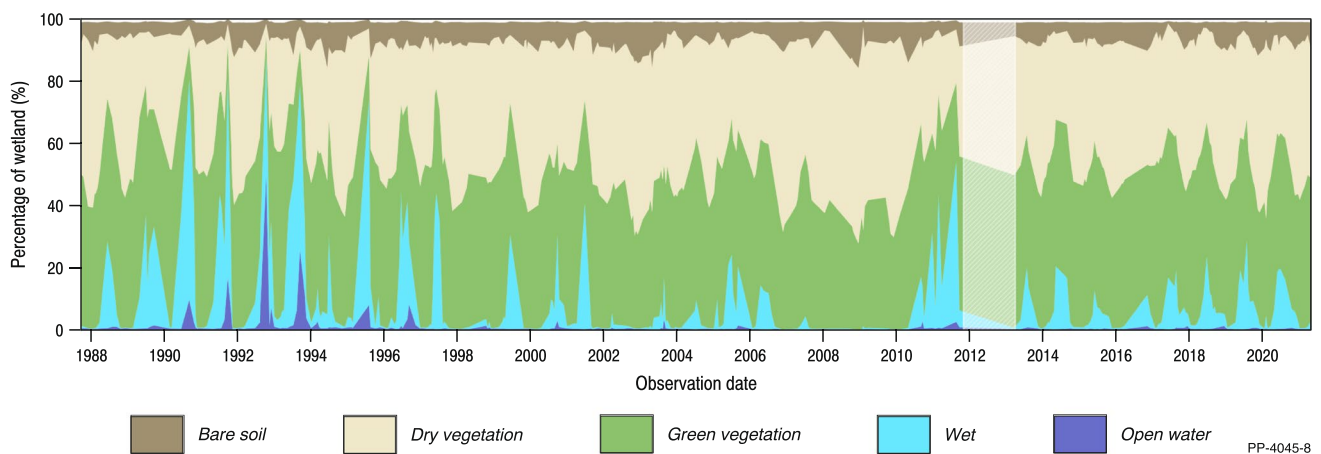 Percentage of wetland (%)
100
80
60
40
20
0
1988 1990 1992 1994 1996 1998 2000 2002 2004 2006 2008 2010 2012 2014 2016 2018 2020
Observation date
Bare soil Dry vegetation Green vegetation Wet Open water
PP-4045-8